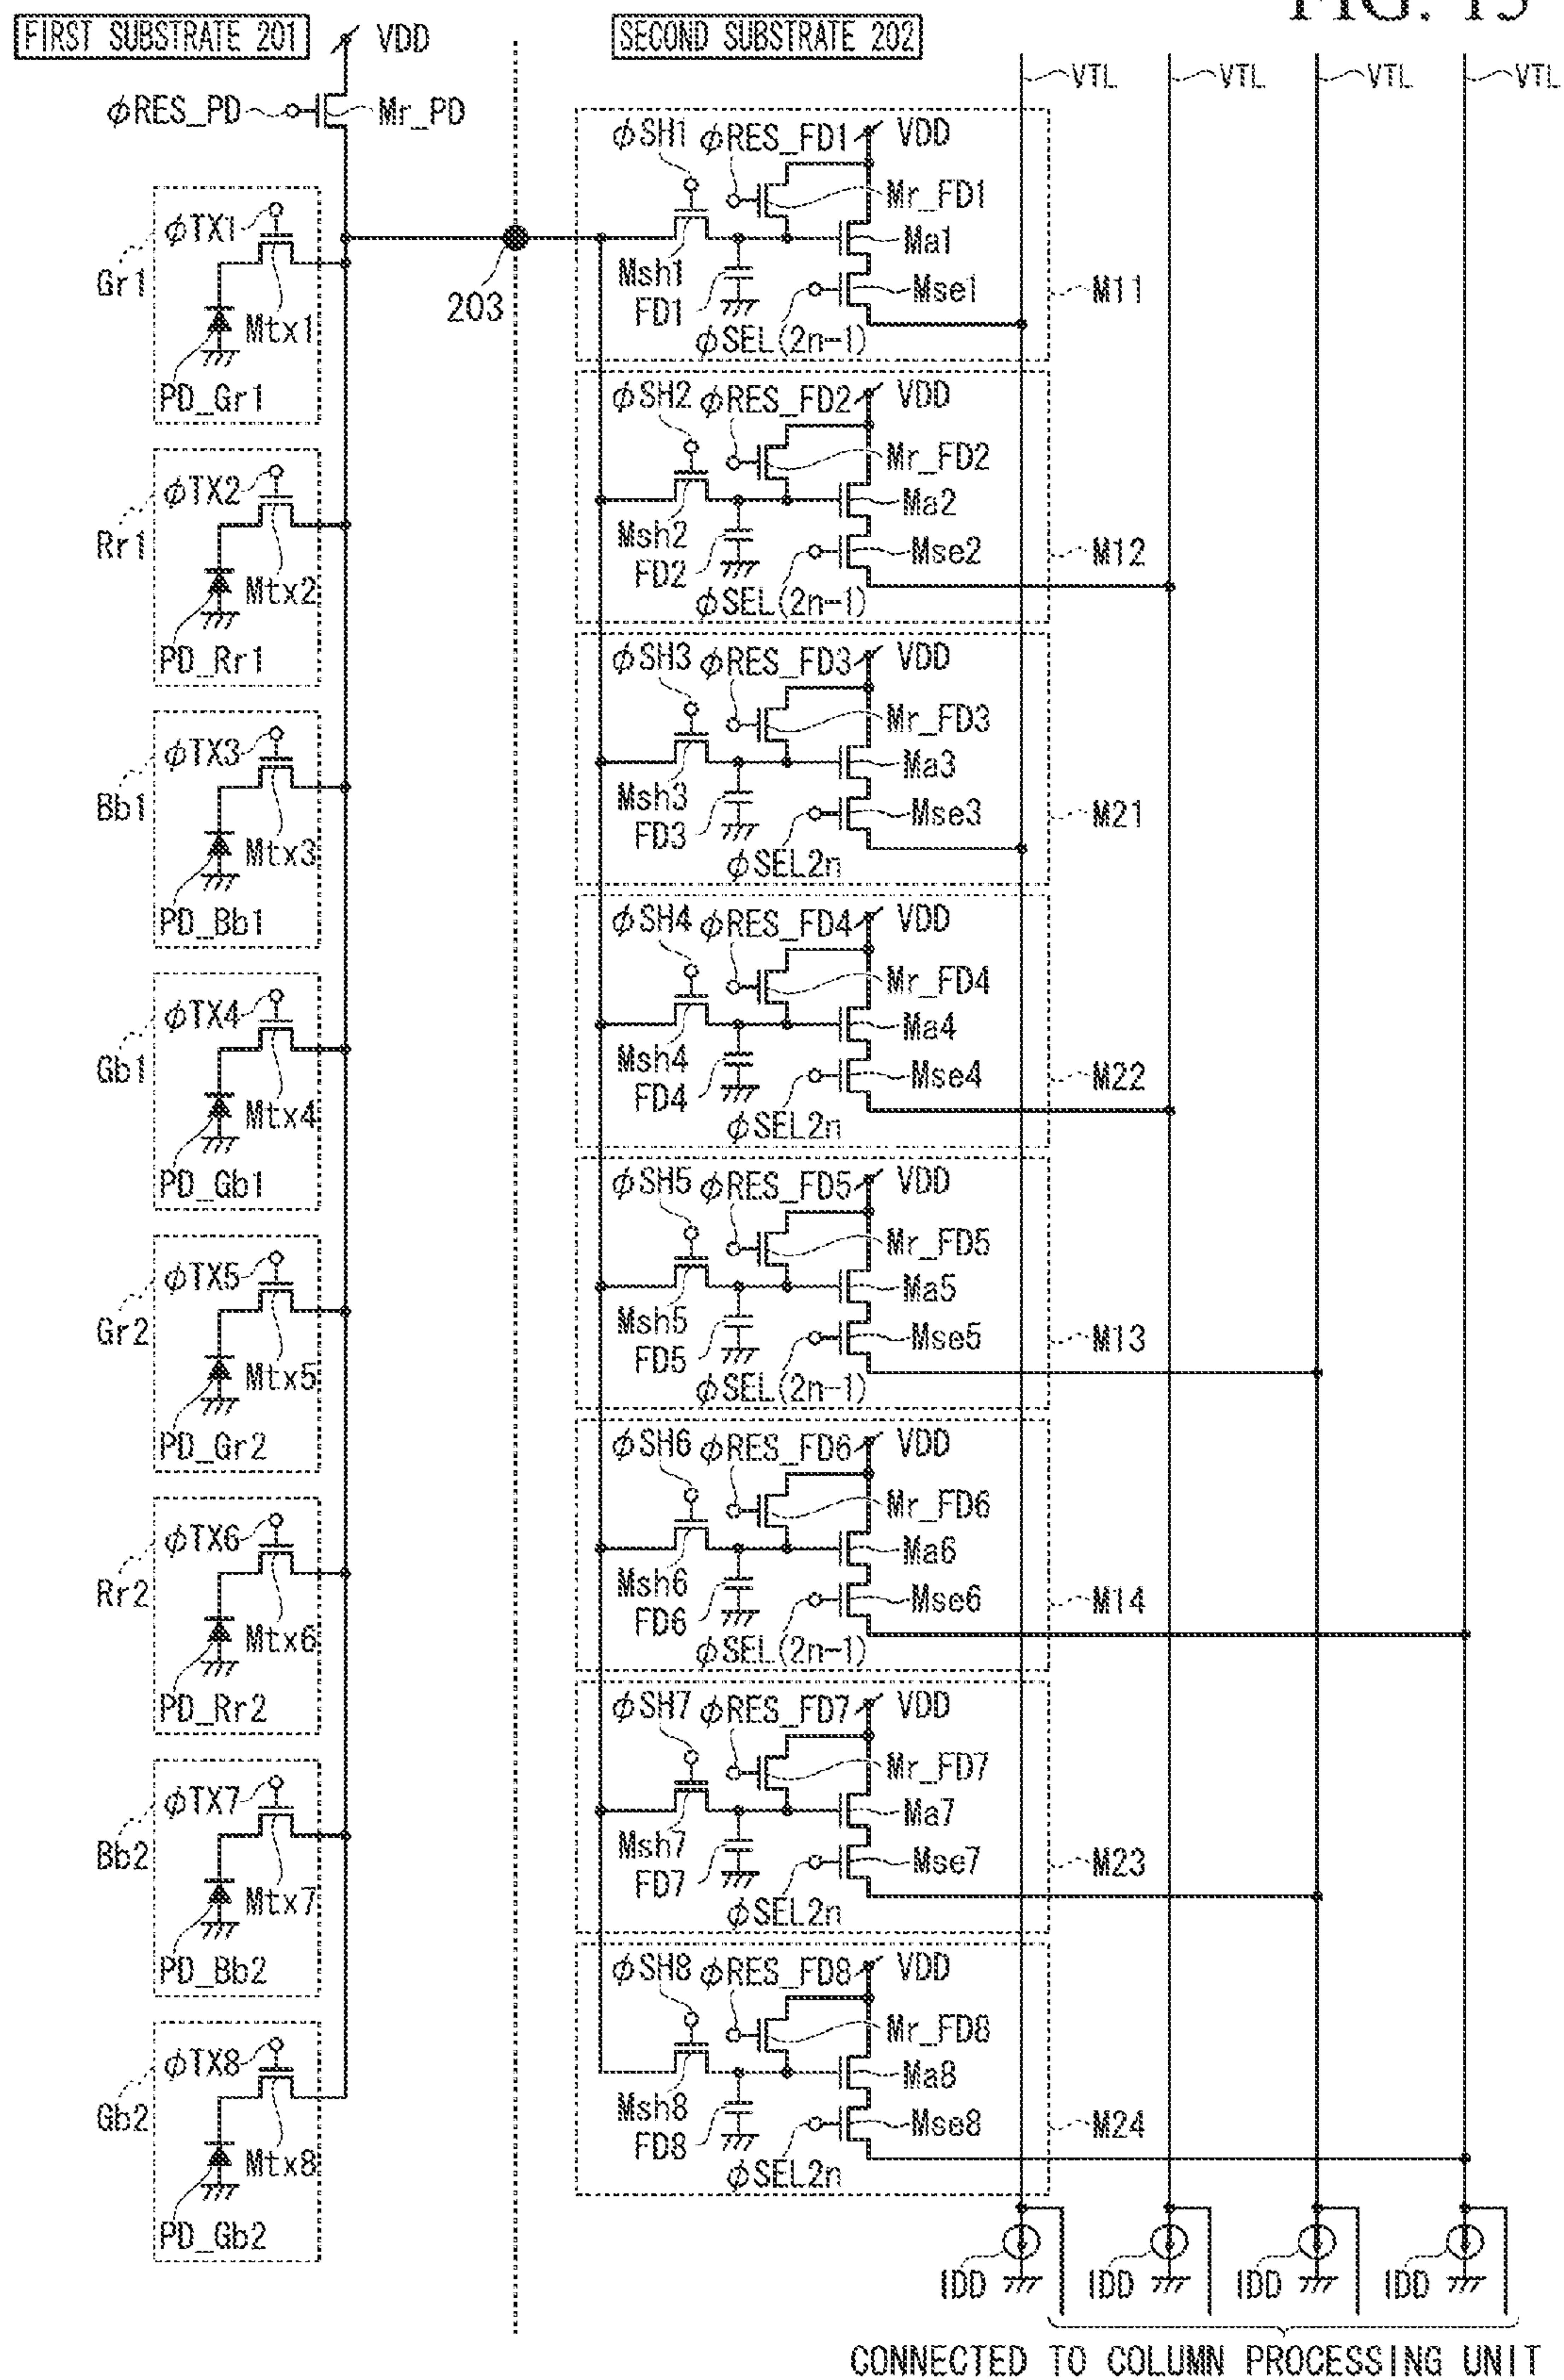 FIG. 15
FIRST SUBSTRATE 201
VDD
SECOND SUBSTRATE 202
VTL
VTL
VTL
VTL
φRES_PD
Mr_PD
203
Gr1
φTX1
Mtx1
PD_Gr1
Rr1
φTX2
Mtx2
PD_Rr1
Bb1
φTX3
Mtx3
PD_Bb1
Gb1
φTX4
Mtx4
PD_Gb1
Gr2
φTX5
Mtx5
PD_Gr2
Rr2
φTX6
Mtx6
PD_Rr2
Bb2
φTX7
Mtx7
PD_Bb2
Gb2
φTX8
Mtx8
PD_Gb2
φSH1 φRES_FD1 VDD
Mr_FD1
Ma1
Msh1
Mse1
M11
FD1
φSEL(2n-1)
φSH2 φRES_FD2 VDD
Mr_FD2
Ma2
Msh2
Mse2
M12
FD2
φSEL(2n-1)
φSH3 φRES_FD3 VDD
Mr_FD3
Ma3
Msh3
Mse3
M21
FD3
φSEL2n
φSH4 φRES_FD4 VDD
Mr_FD4
Ma4
Msh4
Mse4
M22
FD4
φSEL2n
φSH5 φRES_FD5 VDD
Mr_FD5
Ma5
Msh5
Mse5
M13
FD5
φSEL(2n-1)
φSH6 φRES_FD6 VDD
Mr_FD6
Ma6
Msh6
Mse6
M14
FD6
φSEL(2n-1)
φSH7 φRES_FD7 VDD
Mr_FD7
Ma7
Msh7
Mse7
M23
FD7
φSEL2n
φSH8 φRES_FD8 VDD
Mr_FD8
Ma8
Msh8
Mse8
M24
FD8
φSEL2n
IDD
IDD
IDD
IDD
CONNECTED TO COLUMN PROCESSING UNIT